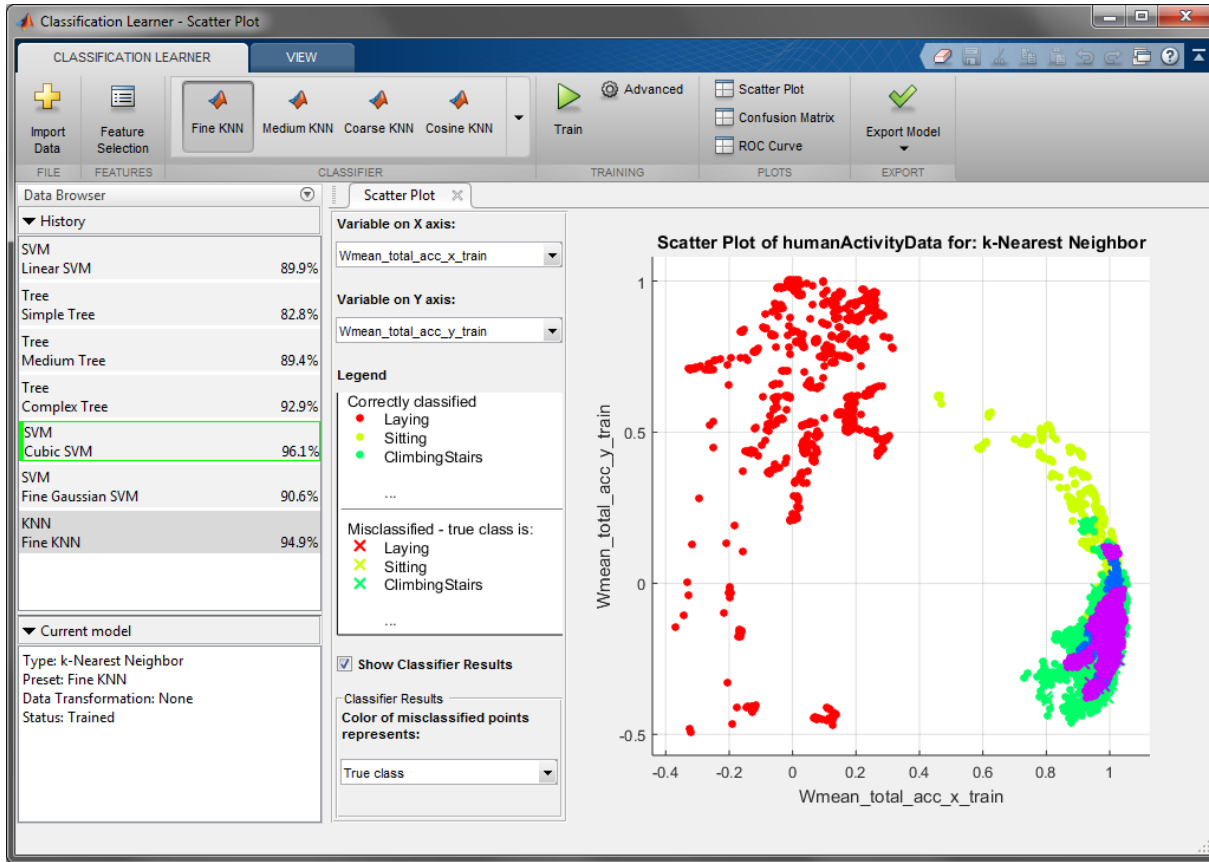 Classification Learner - Scatter Plot
CLASSIFICATION LEARNER
VIEW
Import Data
Feature Selection
Fine KNN
Medium KNN
Coarse KNN
Cosine KNN
Train
Advanced
Scatter Plot
Confusion Matrix
ROC Curve
Export Model
FILE
FEATURES
CLASSIFIER
TRAINING
PLOTS
EXPORT
Data Browser
History
SVM
Linear SVM 89.9%
Tree
Simple Tree 82.8%
Tree
Medium Tree 89.4%
Tree
Complex Tree 92.9%
SVM
Cubic SVM 96.1%
SVM
Fine Gaussian SVM 90.6%
KNN
Fine KNN 94.9%
Current model
Type: k-Nearest Neighbor
Preset: Fine KNN
Data Transformation: None
Status: Trained
Scatter Plot
Variable on X axis:
Wmean_total_acc_x_train
Variable on Y axis:
Wmean_total_acc_y_train
Legend
Correctly classified
Laying
Sitting
ClimbingStairs
...
Misclassified - true class is:
Laying
Sitting
ClimbingStairs
...
Show Classifier Results
Classifier Results
Color of misclassified points
represents:
True class
Scatter Plot of humanActivityData for: k-Nearest Neighbor
Wmean_total_acc_y_train
1
0.5
0
-0.5
-0.4 -0.2 0 0.2 0.4 0.6 0.8 1
Wmean_total_acc_x_train